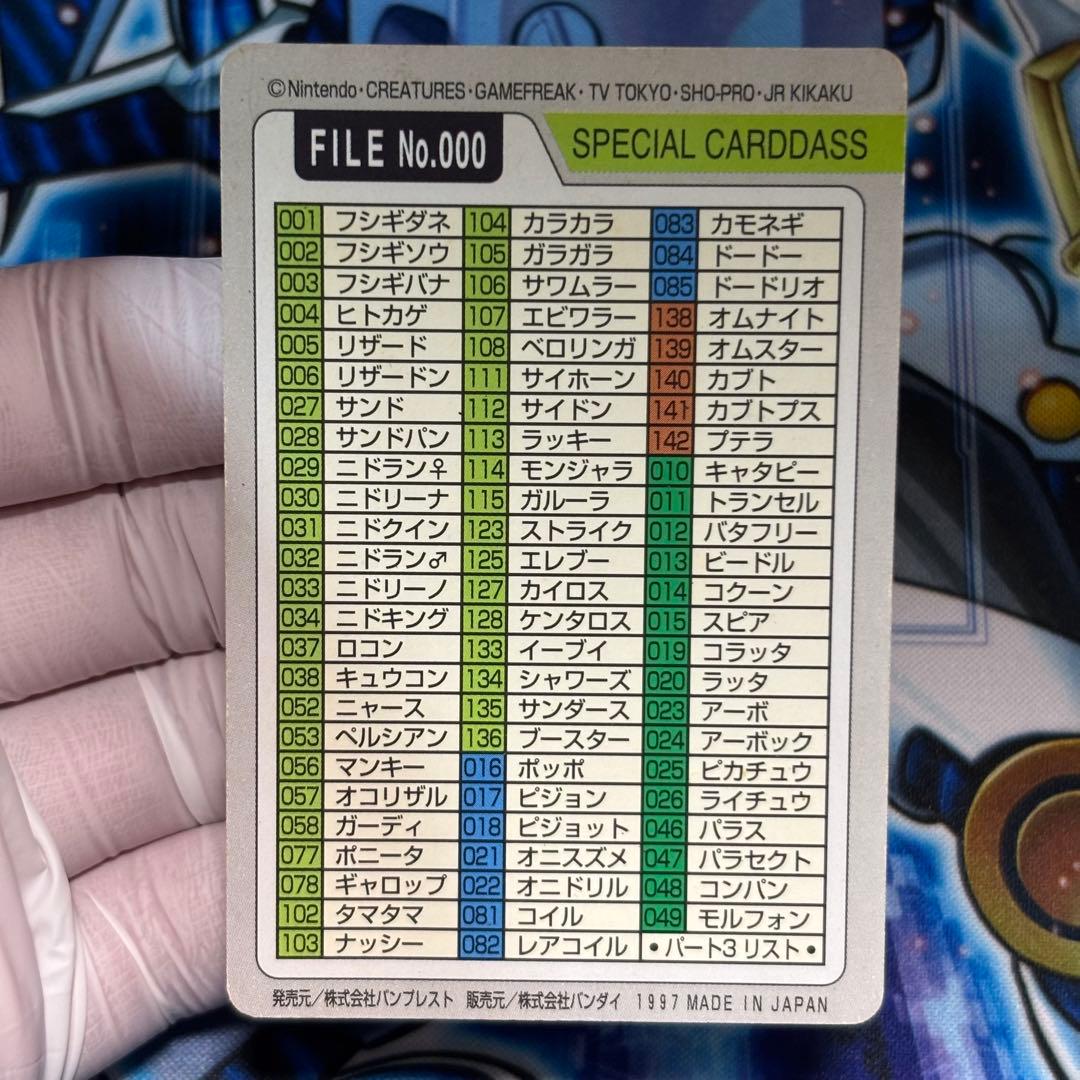 ©Nintendo・CREATURES・GAMEFREAK・TV TOKYO・SHO-PRO・JR KIKAKU
FILE No.000 SPECIAL CARDDASS
001 フシギダネ 104 カラカラ 083 カモネギ
002 フシギソウ 105 ガラガラ 084 ドードー
003 フシギバナ 106 サワムラー 085 ドードリオ
004 ヒトカゲ 107 エビワラー 138 オムナイト
005 リザード 108 ベロリンガ 139 オムスター
006 リザードン 111 サイホーン 140 カブト
027 サンド 112 サイドン 141 カブトプス
028 サンドパン 113 ラッキー 142 プテラ
029 ニドラン♀ 114 モンジャラ 010 キャタピー
030 ニドリーナ 115 ガルーラ 011 トランセル
031 ニドクイン 123 ストライク 012 バタフリー
032 ニドラン♂ 125 エレブー 013 ビードル
033 ニドリーノ 127 カイロス 014 コクーン
034 ニドキング 128 ケンタロス 015 スピア
037 ロコン 133 イーブイ 019 コラッタ
038 キュウコン 134 シャワーズ 020 ラッタ
052 ニャース 135 サンダース 023 アーボ
053 ペルシアン 136 ブースター 024 アーボック
056 マンキー 016 ポッポ 025 ピカチュウ
057 オコリザル 017 ピジョン 026 ライチュウ
058 ガーディ 018 ピジョット 046 パラス
077 ポニータ 021 オニスズメ 047 パラセクト
078 ギャロップ 022 オニドリル 048 コンパン
102 タマタマ 081 コイル 049 モルフォン
103 ナッシー 082 レアコイル •パート3 リスト•
発売元／株式会社バンプレスト 販売元／株式会社バンダイ 1997 MADE IN JAPAN